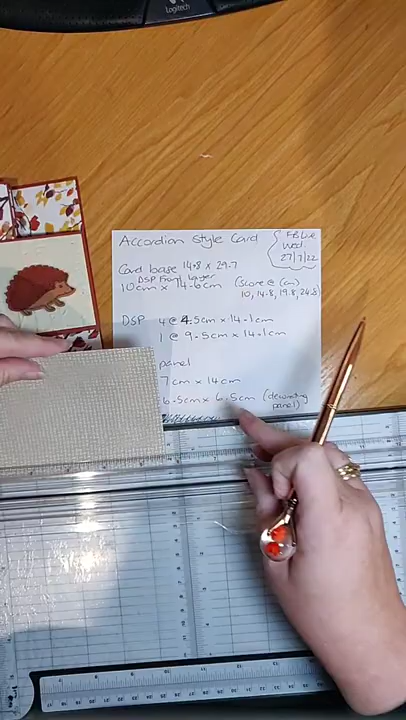 logitech
Accordian Style Card
FB Live
Wed.
27/7/22
Card base 14.8 x 29.7
DSP Front Layer
10cm x 14.6cm (score @ (cm)
10, 14.8, 19.8, 24.8)
DSP 4 @ 4.5cm x 14.1cm
1 @ 9.5cm x 14.1cm
panel
7cm x 14cm
6.5cm x 6.5cm (decorating
panel)